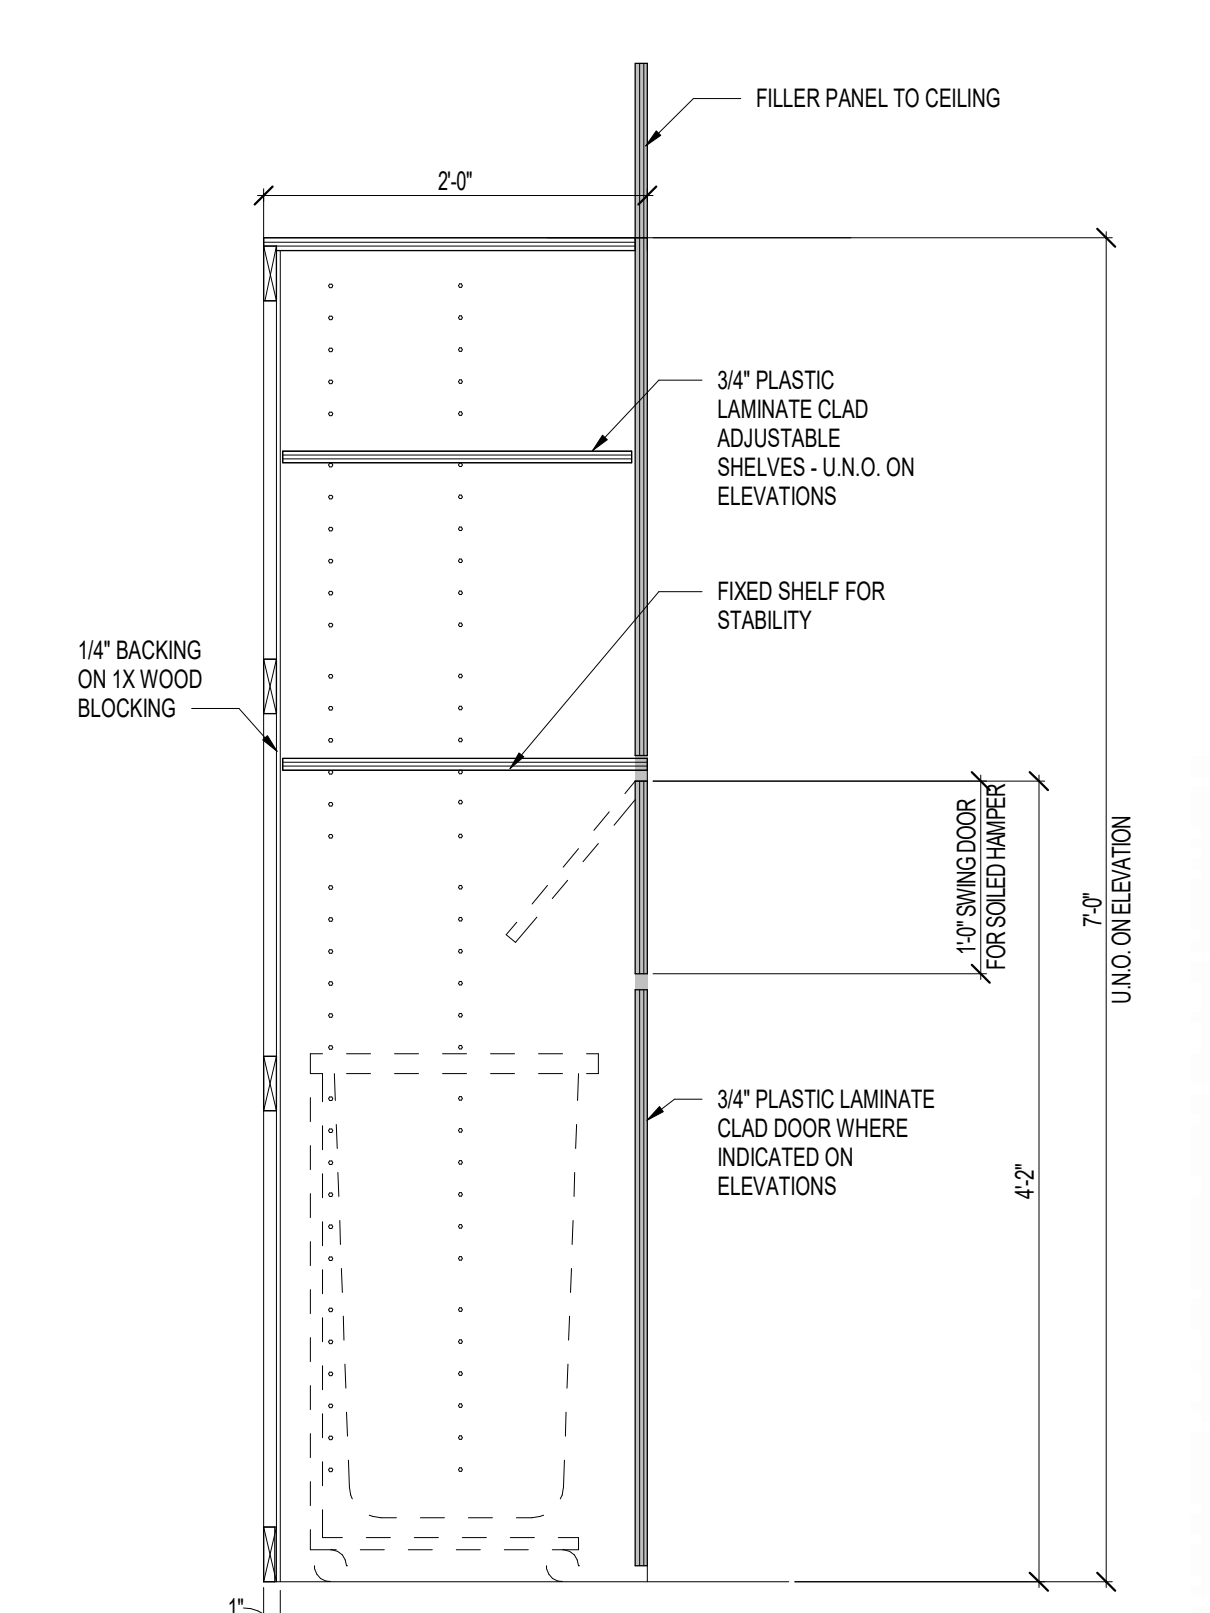 FILLER PANEL TO CEILING
2'-0"
3/4" PLASTIC
LAMINATE CLAD
ADJUSTABLE
SHELVES - U.N.O. ON
ELEVATIONS
FIXED SHELF FOR
STABILITY
1/4" BACKING
ON 1X WOOD
BLOCKING
1'-0" SWING DOOR
FOR SOILED HAMPER
7'-0"
U.N.O. ON ELEVATION
3/4" PLASTIC LAMINATE
CLAD DOOR WHERE
INDICATED ON
ELEVATIONS
4'-2"
1"